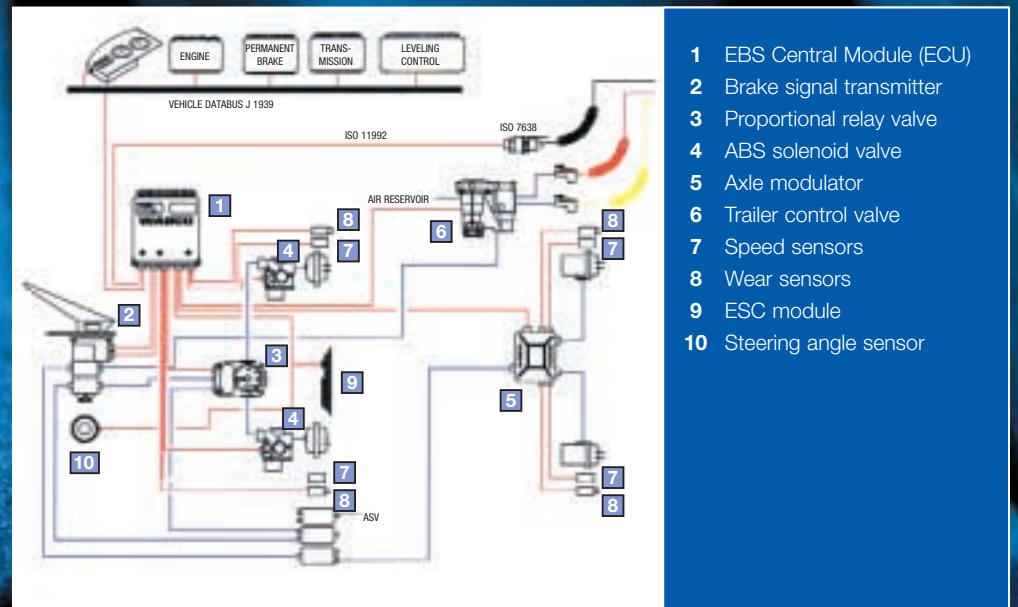 ENGINE
PERMANENT
BRAKE
TRANS-
MISSION
LEVELING
CONTROL
VEHICLE DATABUS J 1939
ISO 11992
ISO 7638
AIR RESERVOIR
WABCO
1
8
7
4
6
8
7
2
3
9
5
4
10
7
8
ASV
7
8
1 EBS Central Module (ECU)
2 Brake signal transmitter
3 Proportional relay valve
4 ABS solenoid valve
5 Axle modulator
6 Trailer control valve
7 Speed sensors
8 Wear sensors
9 ESC module
10 Steering angle sensor